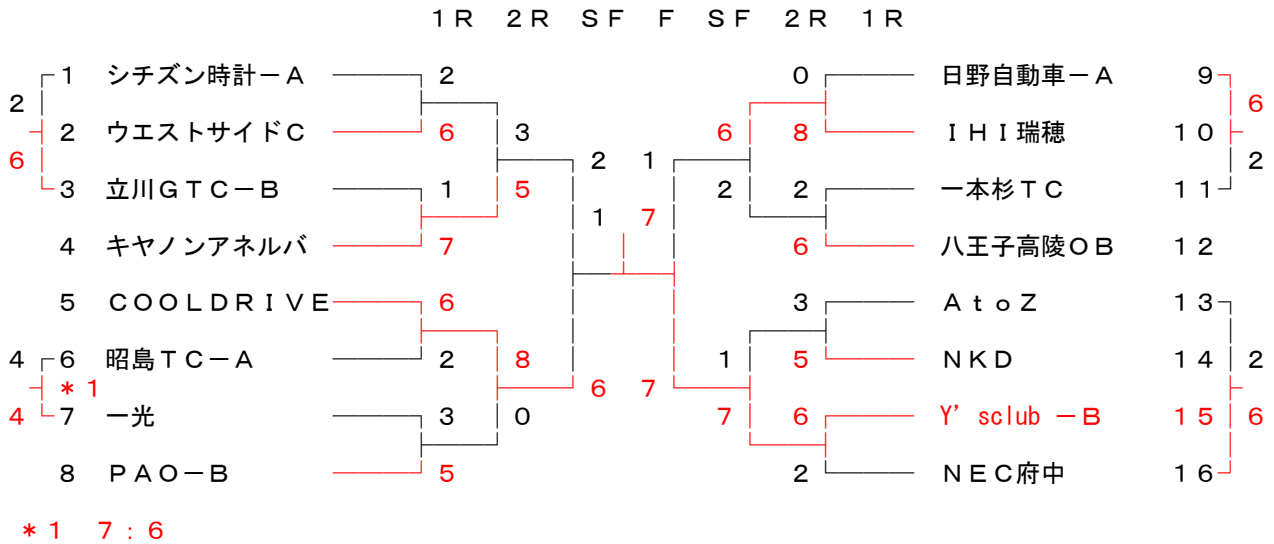 １Ｒ ２Ｒ ＳＦ Ｆ ＳＦ ２Ｒ １Ｒ
1 シチズン時計－Ａ 2 0 日野自動車－Ａ 9
2 6
2 ウエストサイドＣ 6 3 6 8 ＩＨＩ瑞穂 10
6 2 1 2
3 立川ＧＴＣ－Ｂ 1 5 2 2 一本杉ＴＣ 11
1 7
4 キヤノンアネルバ 7 6 八王子高陵ＯＢ 12
5 ＣＯＯＬＤＲＩＶＥ 6 3 ＡｔｏＺ 13
4 6 昭島ＴＣ－Ａ 2 8 1 5 ＮＫＤ 14 2
＊１ 6 7
4 7 一光 3 0 7 6 Y’sclub －Ｂ 15 6
8 ＰＡＯ－Ｂ 5 2 ＮＥＣ府中 16
＊１ ７：６